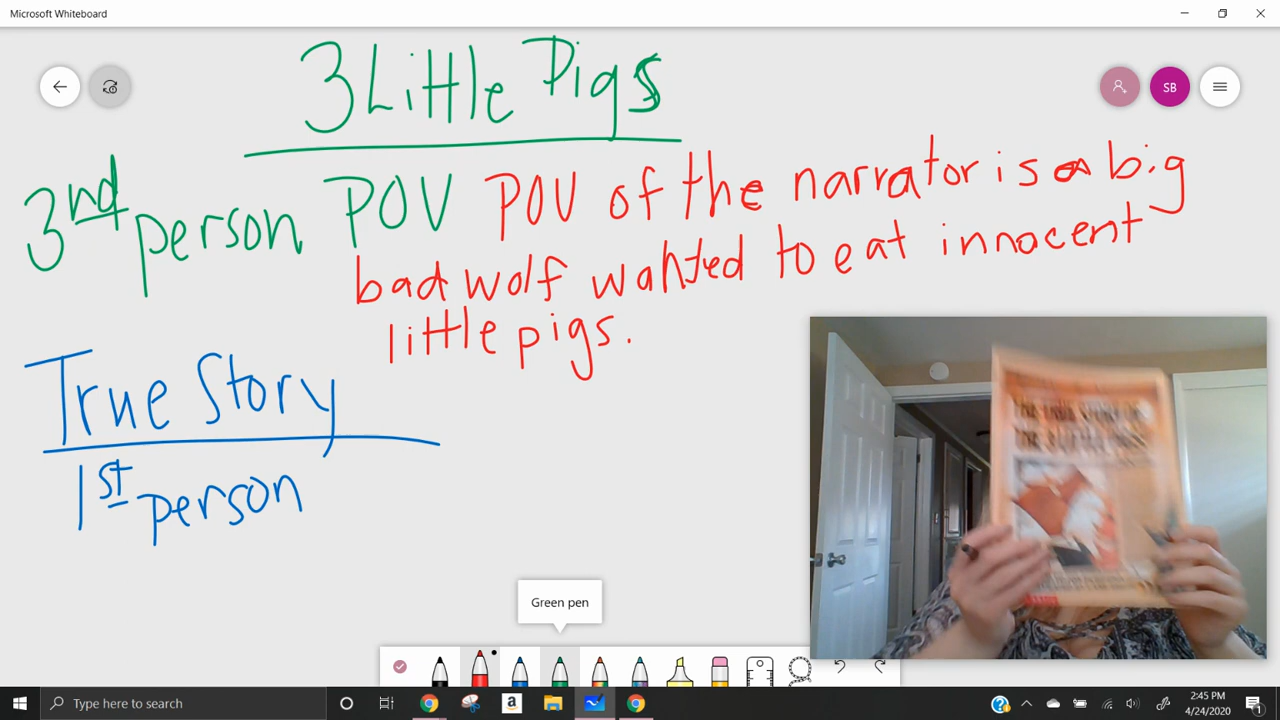 Microsoft Whiteboard
3 Little Pigs
SB
3rd person POV
POV of the narrator is a big
bad wolf wanted to eat innocent
little pigs.
True Story
1st person
Green pen
Type here to search
2:45 PM
4/24/2020